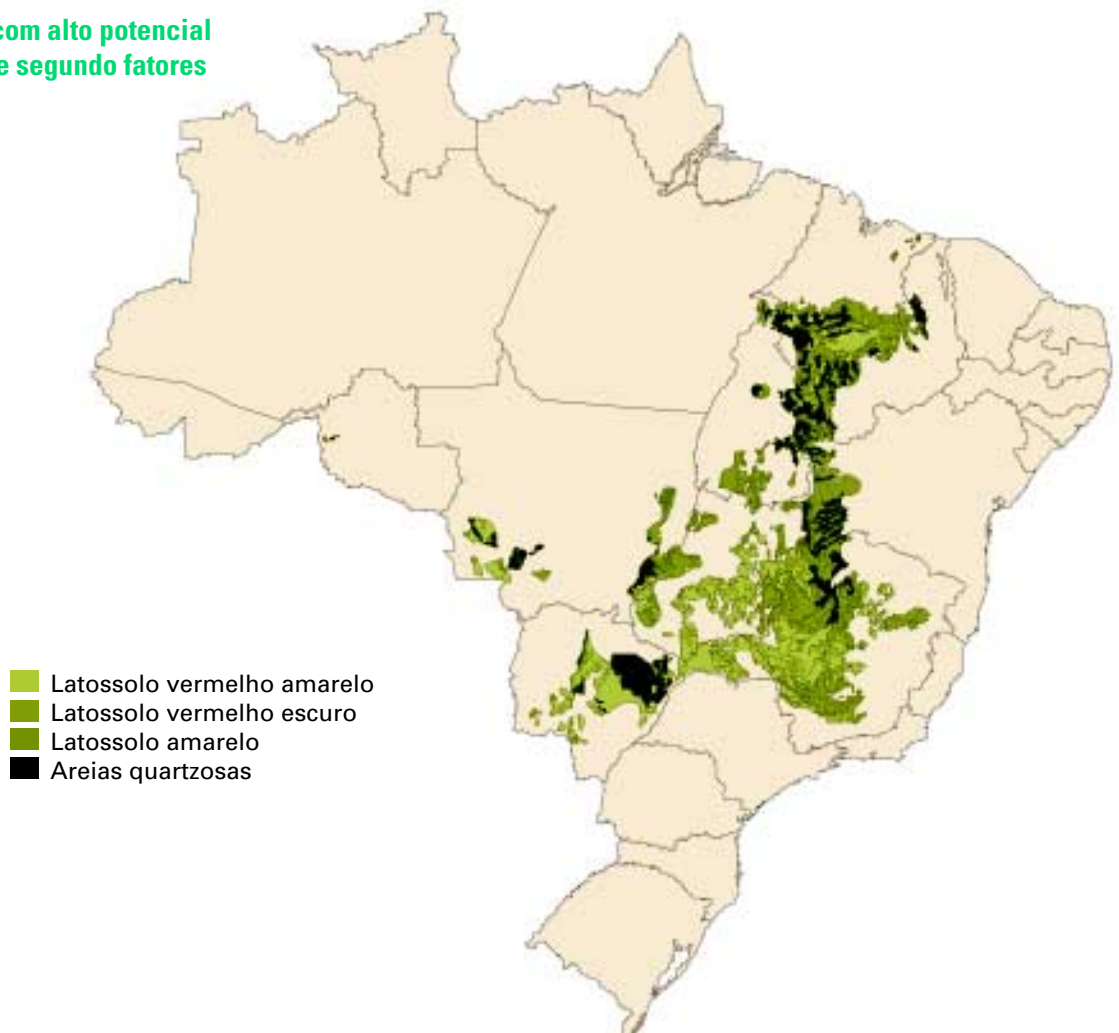 com alto potencial
e segundo fatores
Latossolo vermelho amarelo
Latossolo vermelho escuro
Latossolo amarelo
Areias quartzosas